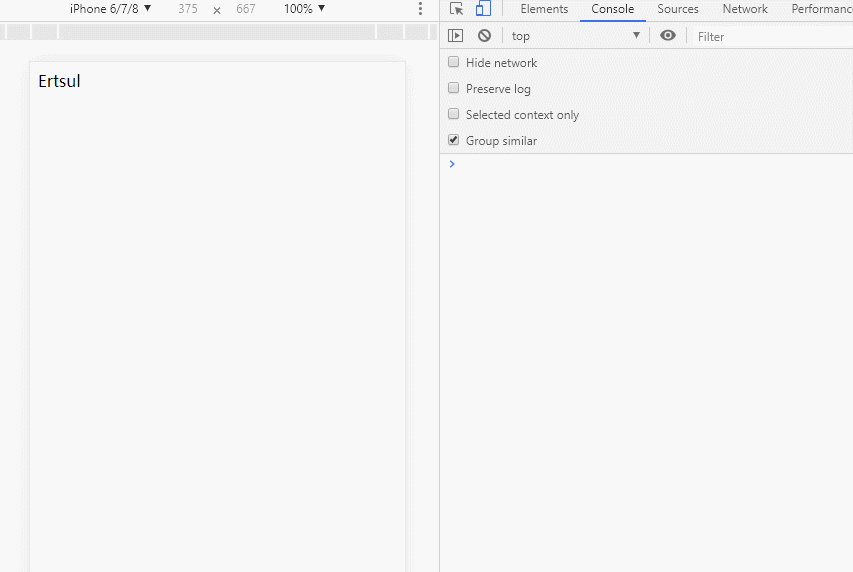 iPhone 6/7/8 ▼ 375 × 667 100% ▼
Elements Console Sources Network Performanc
top ▼ Filter
Ertsul
Hide network
Preserve log
Selected context only
Group similar
>